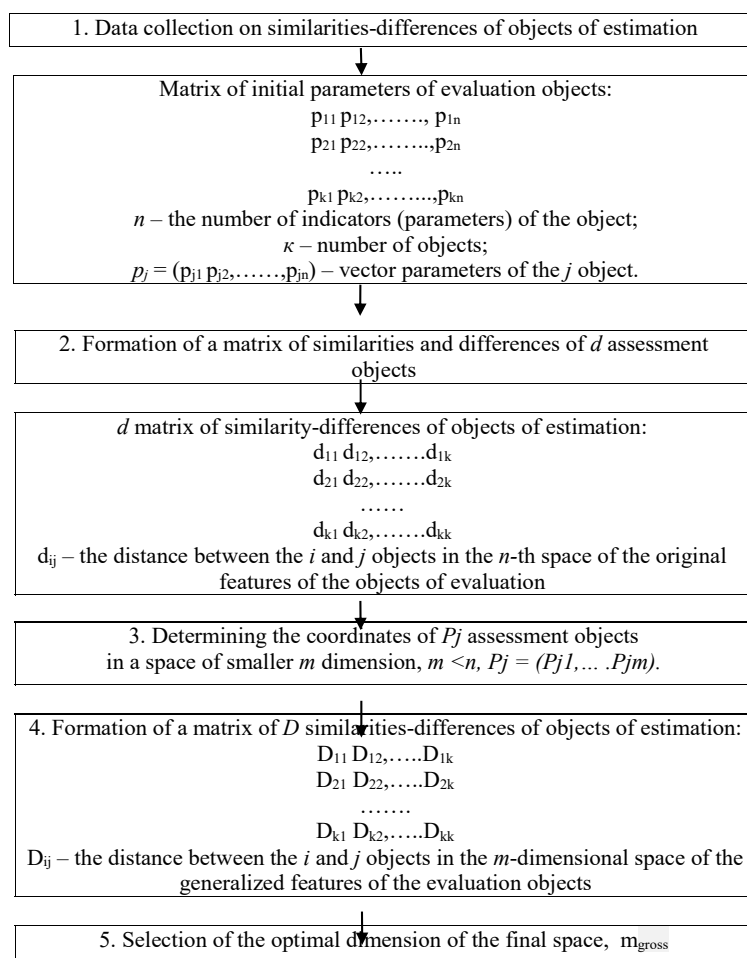 1. Data collection on similarities-differences of objects of estimation
Matrix of initial parameters of evaluation objects:
p11 p12,……., p1n
p21 p22,……..,p2n
…..
pk1 pk2,……...,pkn
n – the number of indicators (parameters) of the object;
κ – number of objects;
pj = (pj1 pj2,……,pjn) – vector parameters of the j object.
2. Formation of a matrix of similarities and differences of d assessment
objects
d matrix of similarity-differences of objects of estimation:
d11 d12,…….d1k
d21 d22,…….d2k
……
dk1 dk2,…….dkk
dij – the distance between the i and j objects in the n-th space of the original
features of the objects of evaluation
3. Determining the coordinates of Pj assessment objects
in a space of smaller m dimension, m <n, Pj = (Pj1,… .Pjm).
4. Formation of a matrix of D similarities-differences of objects of estimation:
D11 D12,…..D1k
D21 D22,…..D2k
…….
Dk1 Dk2,…..Dkk
Dij – the distance between the i and j objects in the m-dimensional space of the
generalized features of the evaluation objects
5. Selection of the optimal dimension of the final space, mgross